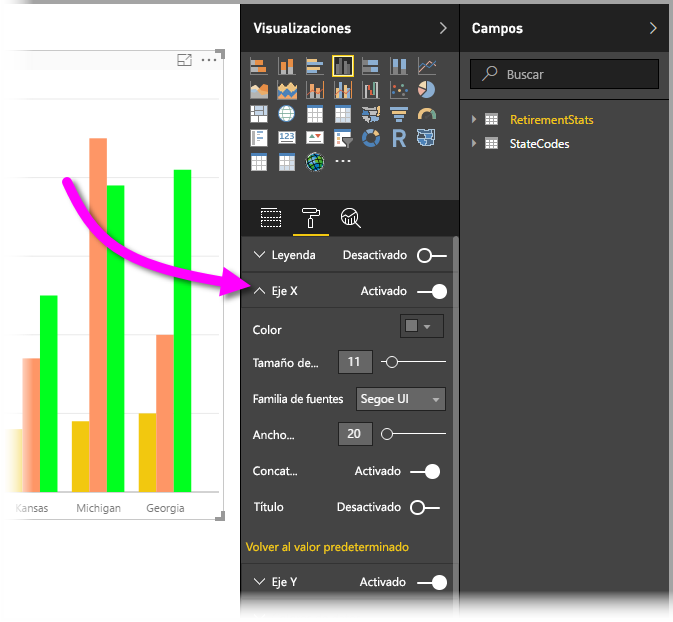 Visualizaciones
Campos
Buscar
RetirementStats
StateCodes
123
R
Leyenda Desactivado
Eje X Activado
Color
Tamaño de... 11
Familia de fuentes Segoe UI
Ancho... 20
Concat... Activado
Título Desactivado
Volver al valor predeterminado
Eje Y Activado
Kansas Michigan Georgia